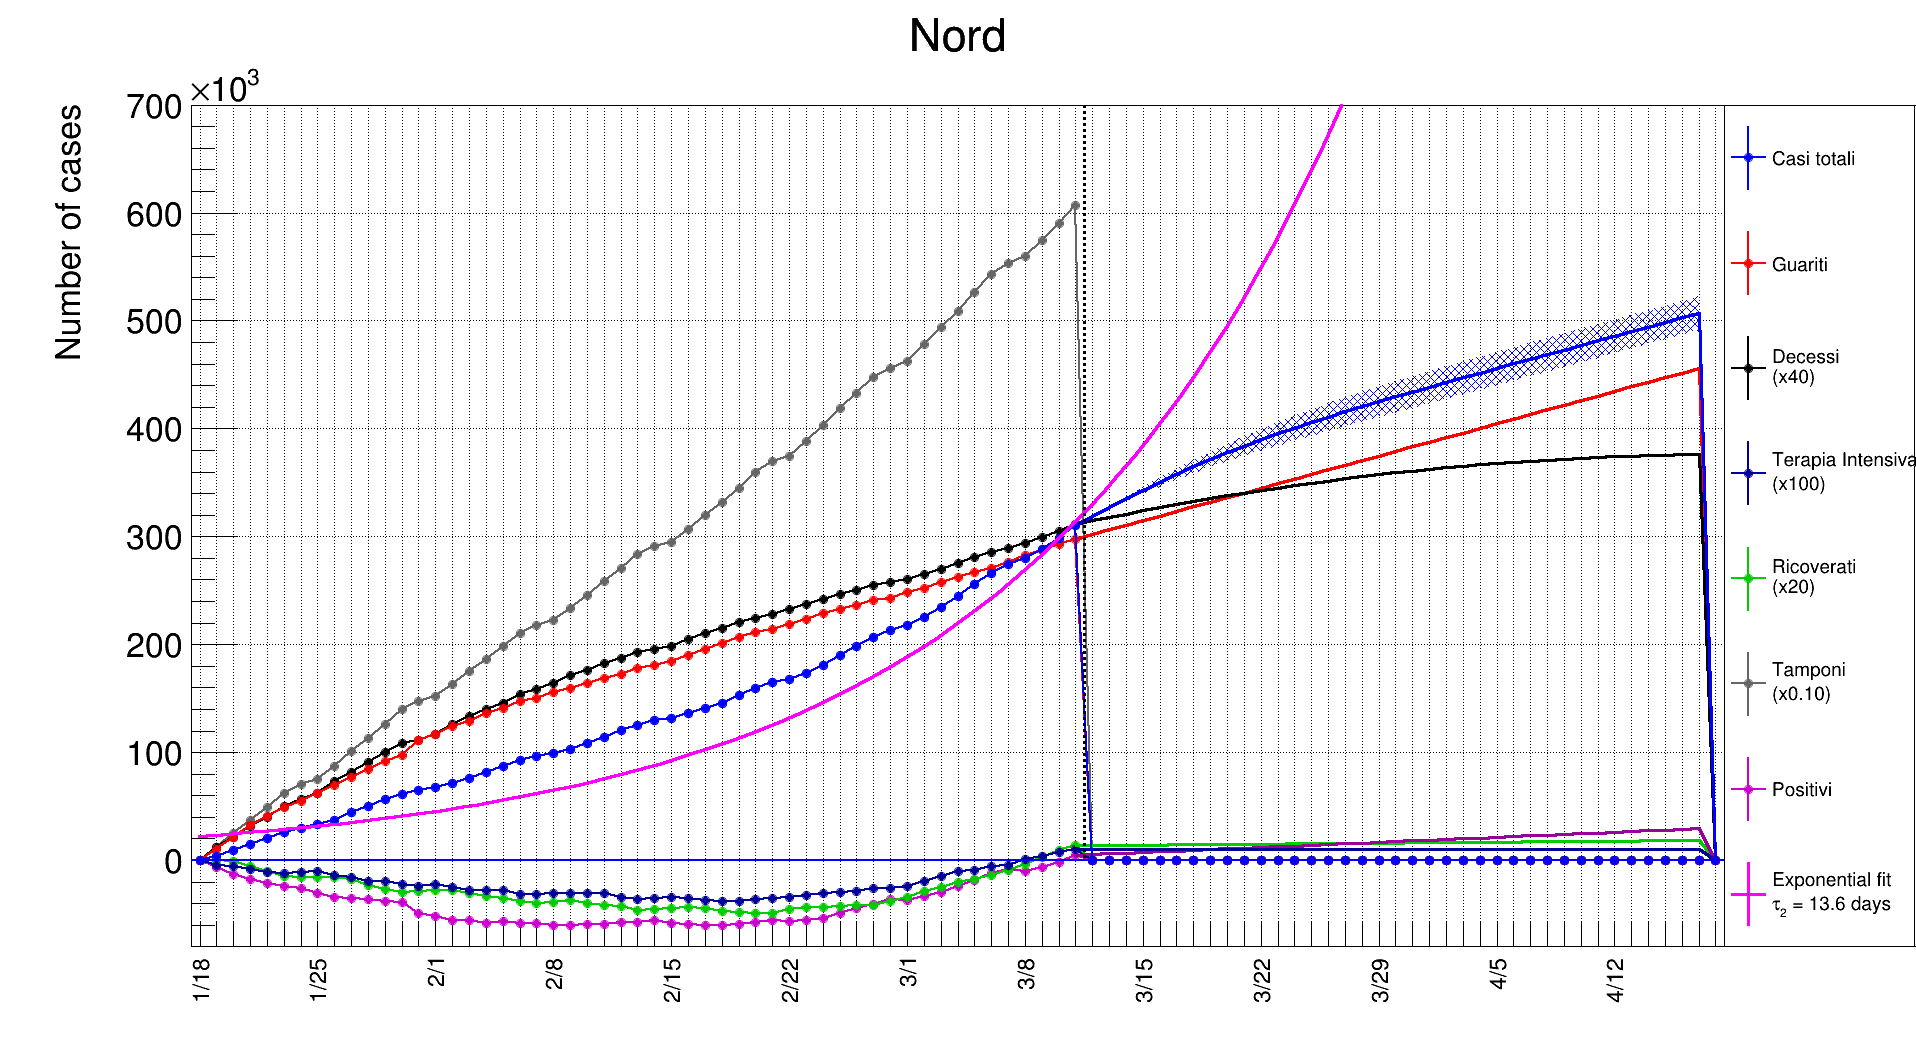 Nord
×10³
Number of cases
700
600
500
400
300
200
100
0
1/18
1/25
2/1
2/8
2/15
2/22
3/1
3/8
3/15
3/22
3/29
4/5
4/12
Casi totali
Guariti
Decessi
(x40)
Terapia Intensiva
(x100)
Ricoverati
(x20)
Tamponi
(x0.10)
Positivi
Exponential fit
τ₂ = 13.6 days